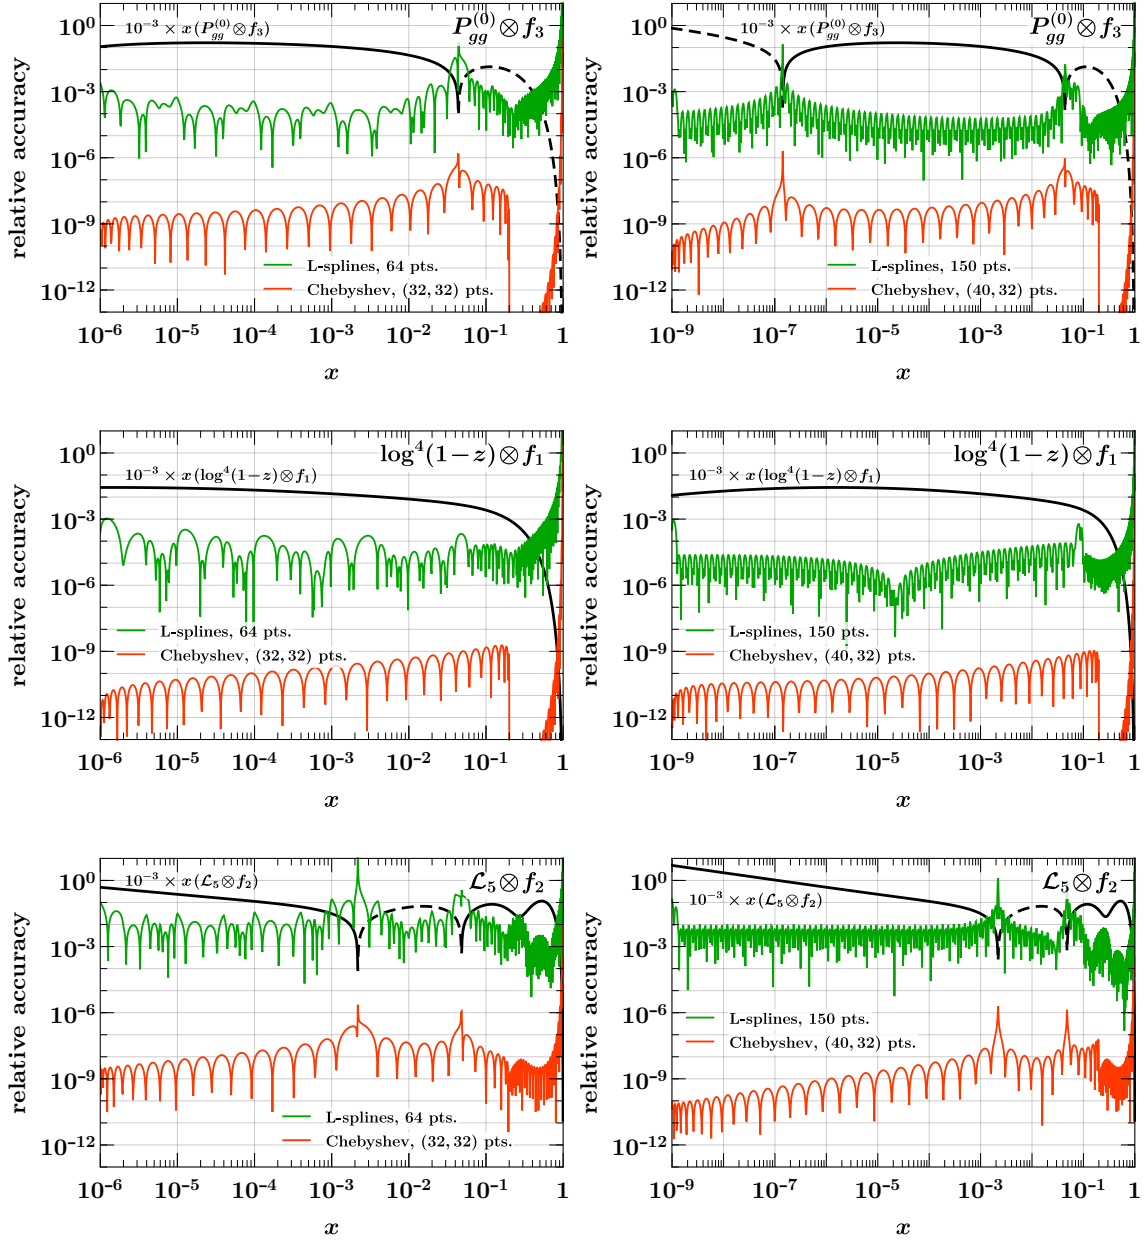 10^0
10^-3
10^-6
10^-9
10^-12
relative accuracy
10^-3 × x(P_gg^(0) ⊗ f_3)
P_gg^(0) ⊗ f_3
L-splines, 64 pts.
Chebyshev, (32, 32) pts.
10^-6 10^-5 10^-4 10^-3 10^-2 10^-1 1
x
10^0
10^-3
10^-6
10^-9
10^-12
relative accuracy
10^-3 × x(P_gg^(0) ⊗ f_3)
P_gg^(0) ⊗ f_3
L-splines, 150 pts.
Chebyshev, (40, 32) pts.
10^-9 10^-7 10^-5 10^-3 10^-1 1
x
10^0
10^-3
10^-6
10^-9
10^-12
relative accuracy
10^-3 × x(log^4(1−z) ⊗ f_1)
log^4(1−z) ⊗ f_1
L-splines, 64 pts.
Chebyshev, (32, 32) pts.
10^-6 10^-5 10^-4 10^-3 10^-2 10^-1 1
x
10^0
10^-3
10^-6
10^-9
10^-12
relative accuracy
10^-3 × x(log^4(1−z) ⊗ f_1)
log^4(1−z) ⊗ f_1
L-splines, 150 pts.
Chebyshev, (40, 32) pts.
10^-9 10^-7 10^-5 10^-3 10^-1 1
x
10^0
10^-3
10^-6
10^-9
10^-12
relative accuracy
10^-3 × x(L_5 ⊗ f_2)
L_5 ⊗ f_2
L-splines, 64 pts.
Chebyshev, (32, 32) pts.
10^-6 10^-5 10^-4 10^-3 10^-2 10^-1 1
x
10^0
10^-3
10^-6
10^-9
10^-12
relative accuracy
10^-3 × x(L_5 ⊗ f_2)
L_5 ⊗ f_2
L-splines, 150 pts.
Chebyshev, (40, 32) pts.
10^-9 10^-7 10^-5 10^-3 10^-1 1
x